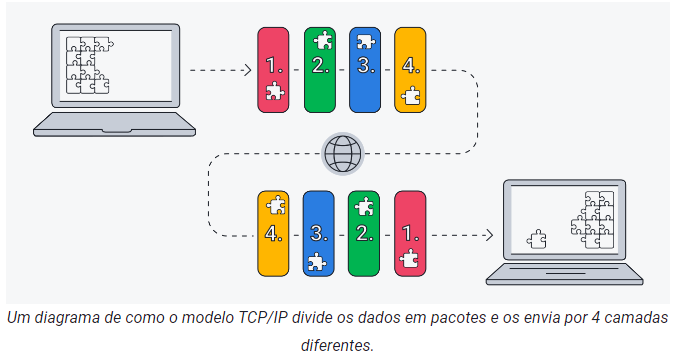 1. 2. 3. 4.
4. 3. 2. 1.
Um diagrama de como o modelo TCP/IP divide os dados em pacotes e os envia por 4 camadas
diferentes.